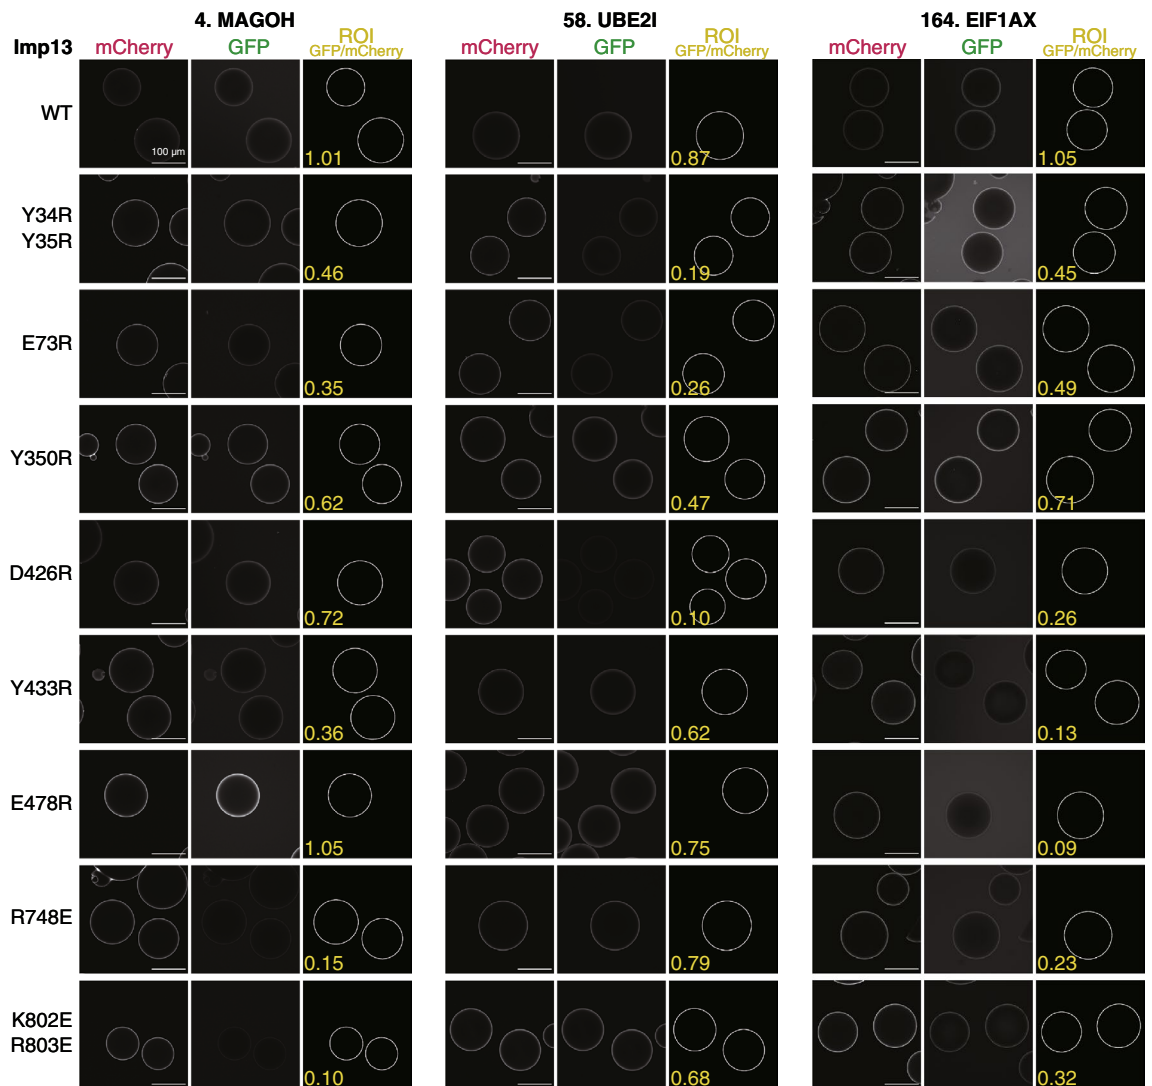 4. MAGOH 58. UBE2I 164. EIF1AX
Imp13 mCherry GFP ROI GFP/mCherry mCherry GFP ROI GFP/mCherry mCherry GFP ROI GFP/mCherry
WT
100 µm
1.01 0.87 1.05
Y34R
Y35R
0.46 0.19 0.45
E73R
0.35 0.26 0.49
Y350R
0.62 0.47 0.71
D426R
0.72 0.10 0.26
Y433R
0.36 0.62 0.13
E478R
1.05 0.75 0.09
R748E
0.15 0.79 0.23
K802E
R803E
0.10 0.68 0.32